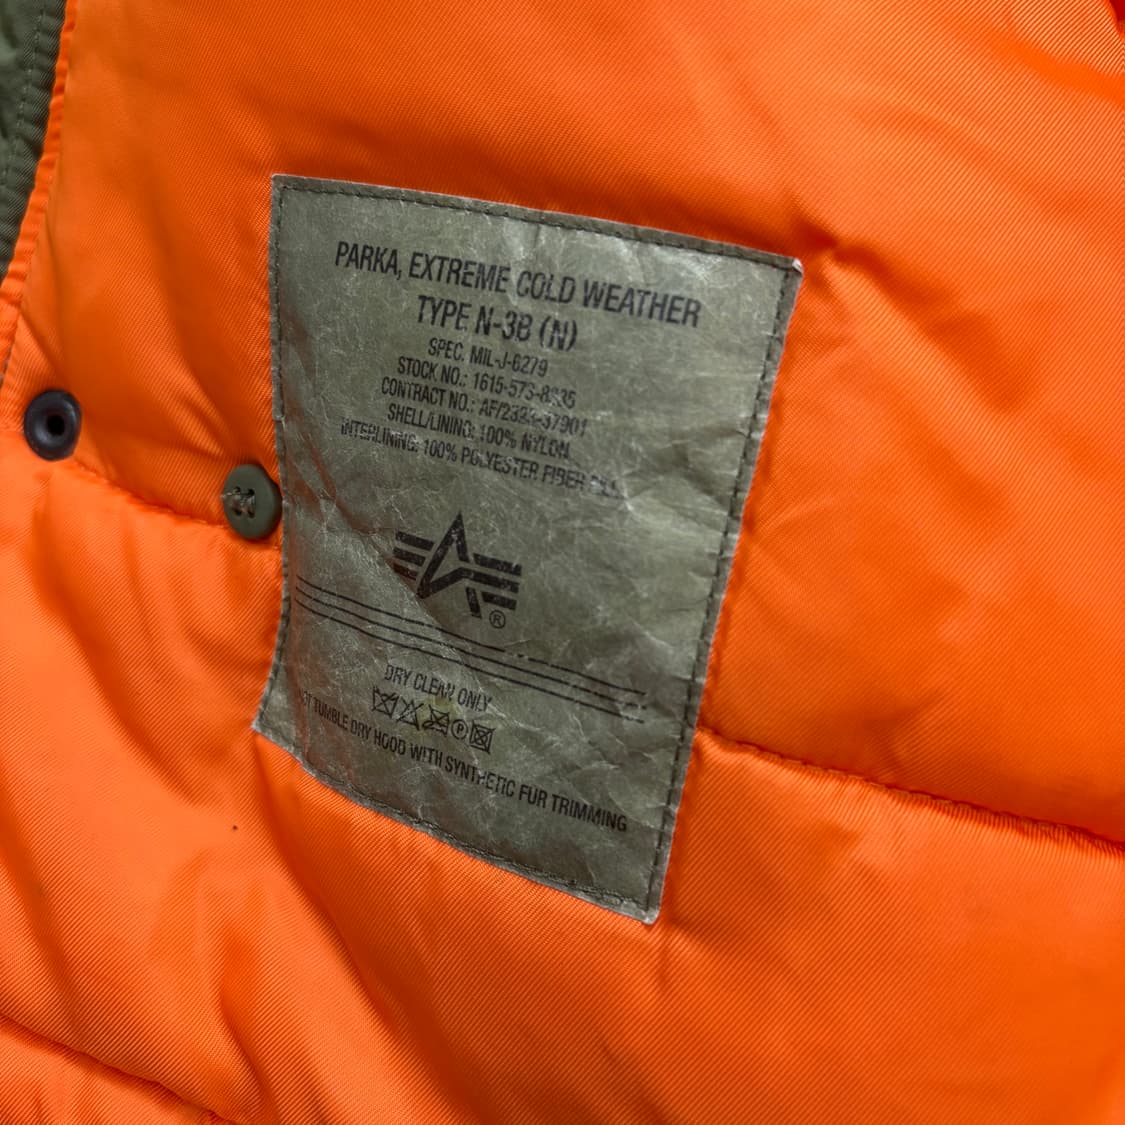 PARKA, EXTREME COLD WEATHER
TYPE N-3B (N)
SPEC. MIL-J-6279
STOCK NO.: 
CONTRACT NO.: 
SHELL/LINING: 100% NYLON
INTERLINING: 100% POLYESTER FIBER FILL
®
DRY CLEAN ONLY
P
TUMBLE DRY HOOD WITH SYNTHETIC FUR TRIMMING